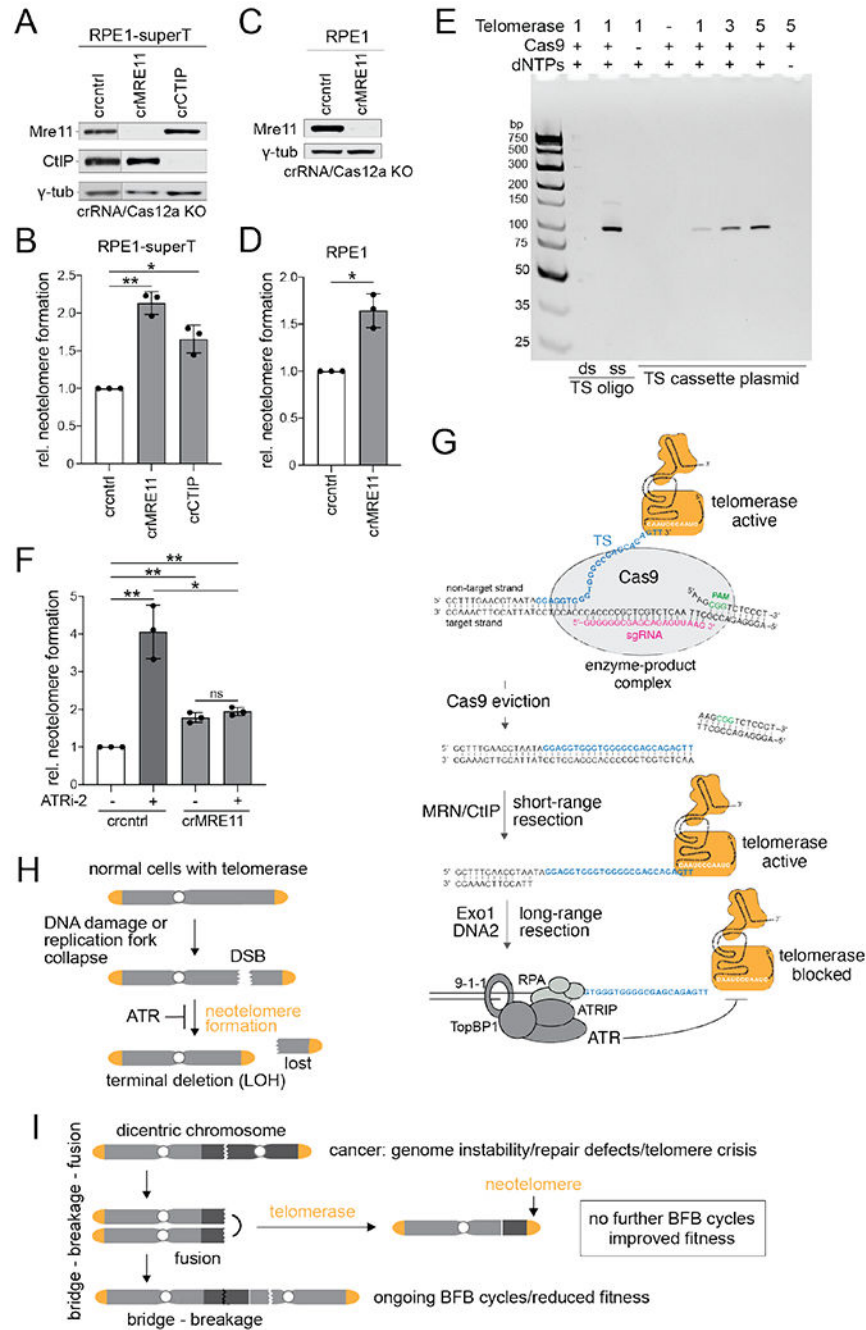 A
RPE1-superT
crcntrl
crMRE11
crCTIP
Mre11
CtIP
γ-tub
crRNA/Cas12a KO
C
RPE1
crcntrl
crMRE11
Mre11
γ-tub
crRNA/Cas12a KO
E
Telomerase 1 1 1 - 1 3 5 5
Cas9 + + - + + + + +
dNTPs + + + + + + + -
bp
750
500
300
200
150
100
75
50
35
25
ds ss
TS oligo
TS cassette plasmid
B
RPE1-superT
rel. neotelomere formation
2.5
2.0
1.5
1.0
0.5
0
**
*
crcntrl
crMRE11
crCTIP
D
RPE1
rel. neotelomere formation
2.0
1.5
1.0
0.5
0
*
crcntrl
crMRE11
F
rel. neotelomere formation
5
4
3
2
1
0
**
**
**
*
ns
ATRi-2 - + - +
crcntrl crMRE11
G
telomerase
active
TS
Cas9
non-target strand
target strand
PAM
sgRNA
enzyme-product
complex
Cas9 eviction
5' GCTTTGAACGTAATAGGAGGTGGGTGGGGCGAGCAGAGTT 3'
MRN/CtIP short-range
resection
telomerase
active
5' GCTTTGAACGTAATAGGAGGTGGGTGGGGCGAGCAGAGTT
3' CGAAACTTGCATT
Exo1 long-range
DNA2 resection
telomerase
blocked
9-1-1
RPA
GTGGGTGGGGCGAGCAGAGTT
ATRIP
TopBP1
ATR
H
normal cells with telomerase
DNA damage or
replication fork
collapse
DSB
ATR
neotelomere
formation
lost
terminal deletion (LOH)
I
bridge - breakage - fusion
dicentric chromosome
cancer: genome instability/repair defects/telomere crisis
neotelomere
telomerase
fusion
no further BFB cycles
improved fitness
ongoing BFB cycles/reduced fitness
bridge - breakage